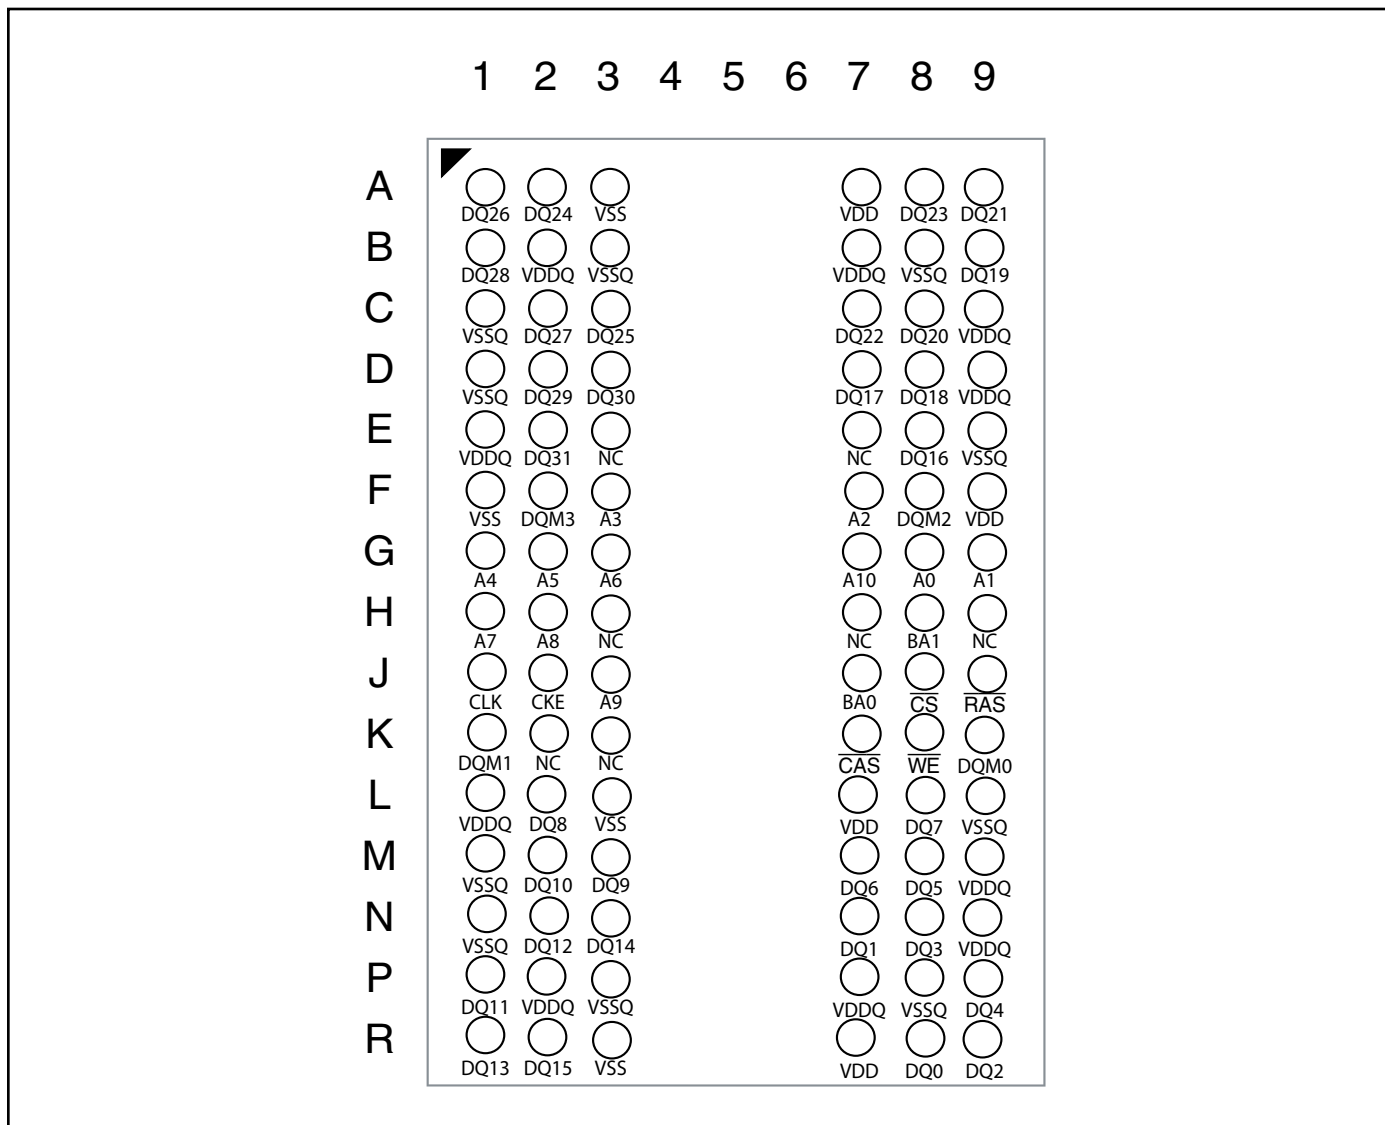 1 2 3 4 5 6 7 8 9
A
DQ26 DQ24 VSS VDD DQ23 DQ21
B
DQ28 VDDQ VSSQ VDDQ VSSQ DQ19
C
VSSQ DQ27 DQ25 DQ22 DQ20 VDDQ
D
VSSQ DQ29 DQ30 DQ17 DQ18 VDDQ
E
VDDQ DQ31 NC NC DQ16 VSSQ
F
VSS DQM3 A3 A2 DQM2 VDD
G
A4 A5 A6 A10 A0 A1
H
A7 A8 NC NC BA1 NC
J
CLK CKE A9 BA0 C̅S̅ R̅A̅S̅
K
DQM1 NC NC C̅A̅S̅ W̅E̅ DQM0
L
VDDQ DQ8 VSS VDD DQ7 VSSQ
M
VSSQ DQ10 DQ9 DQ6 DQ5 VDDQ
N
VSSQ DQ12 DQ14 DQ1 DQ3 VDDQ
P
DQ11 VDDQ VSSQ VDDQ VSSQ DQ4
R
DQ13 DQ15 VSS VDD DQ0 DQ2